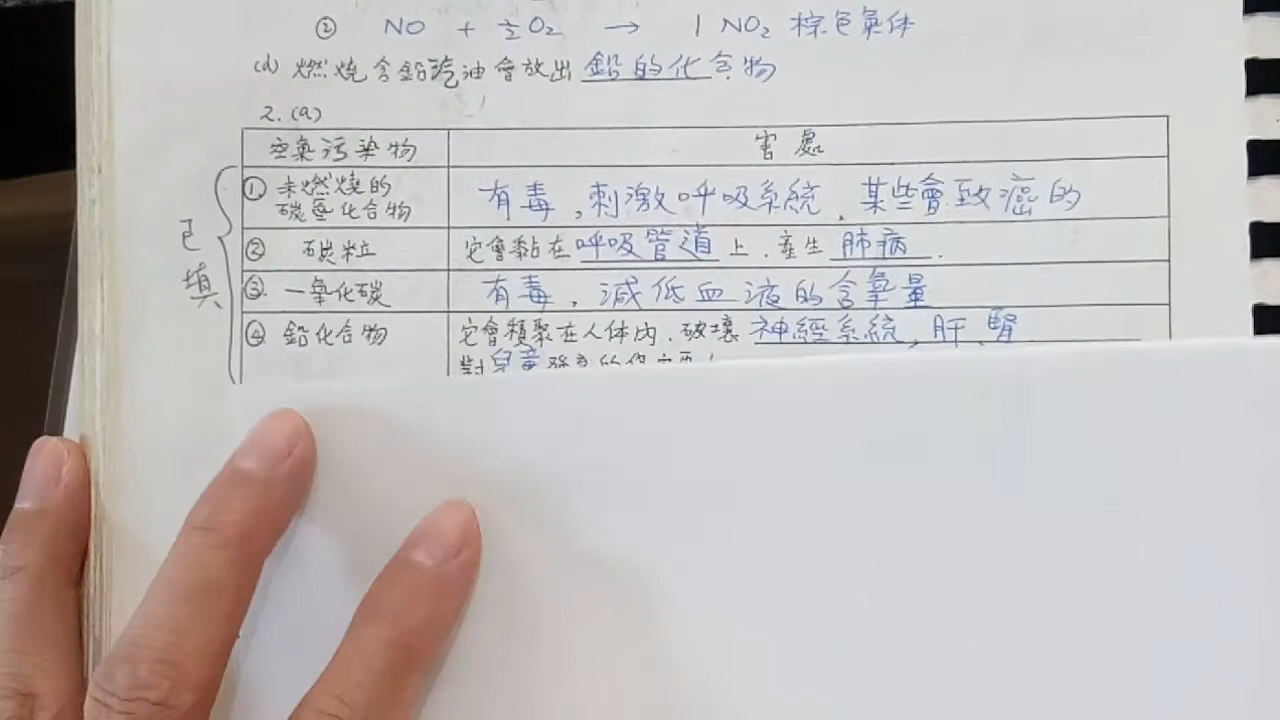 ② NO + ½ O₂ → 1 NO₂ 棕色氣体
(d) 燃燒含鉛汽油會放出鉛的化合物
2. (a)
空氣污染物 害處
① 未燃燒的
碳氫化合物
有毒,刺激呼吸系統、某些會致癌的
② 碳粒 它會黏在呼吸管道上.產生肺病.
③. 一氧化碳 有毒,減低血液的含氧量
④ 鉛化合物 它會積聚在人体內.破壞神經系統,肝、腎
對兒童
已
填